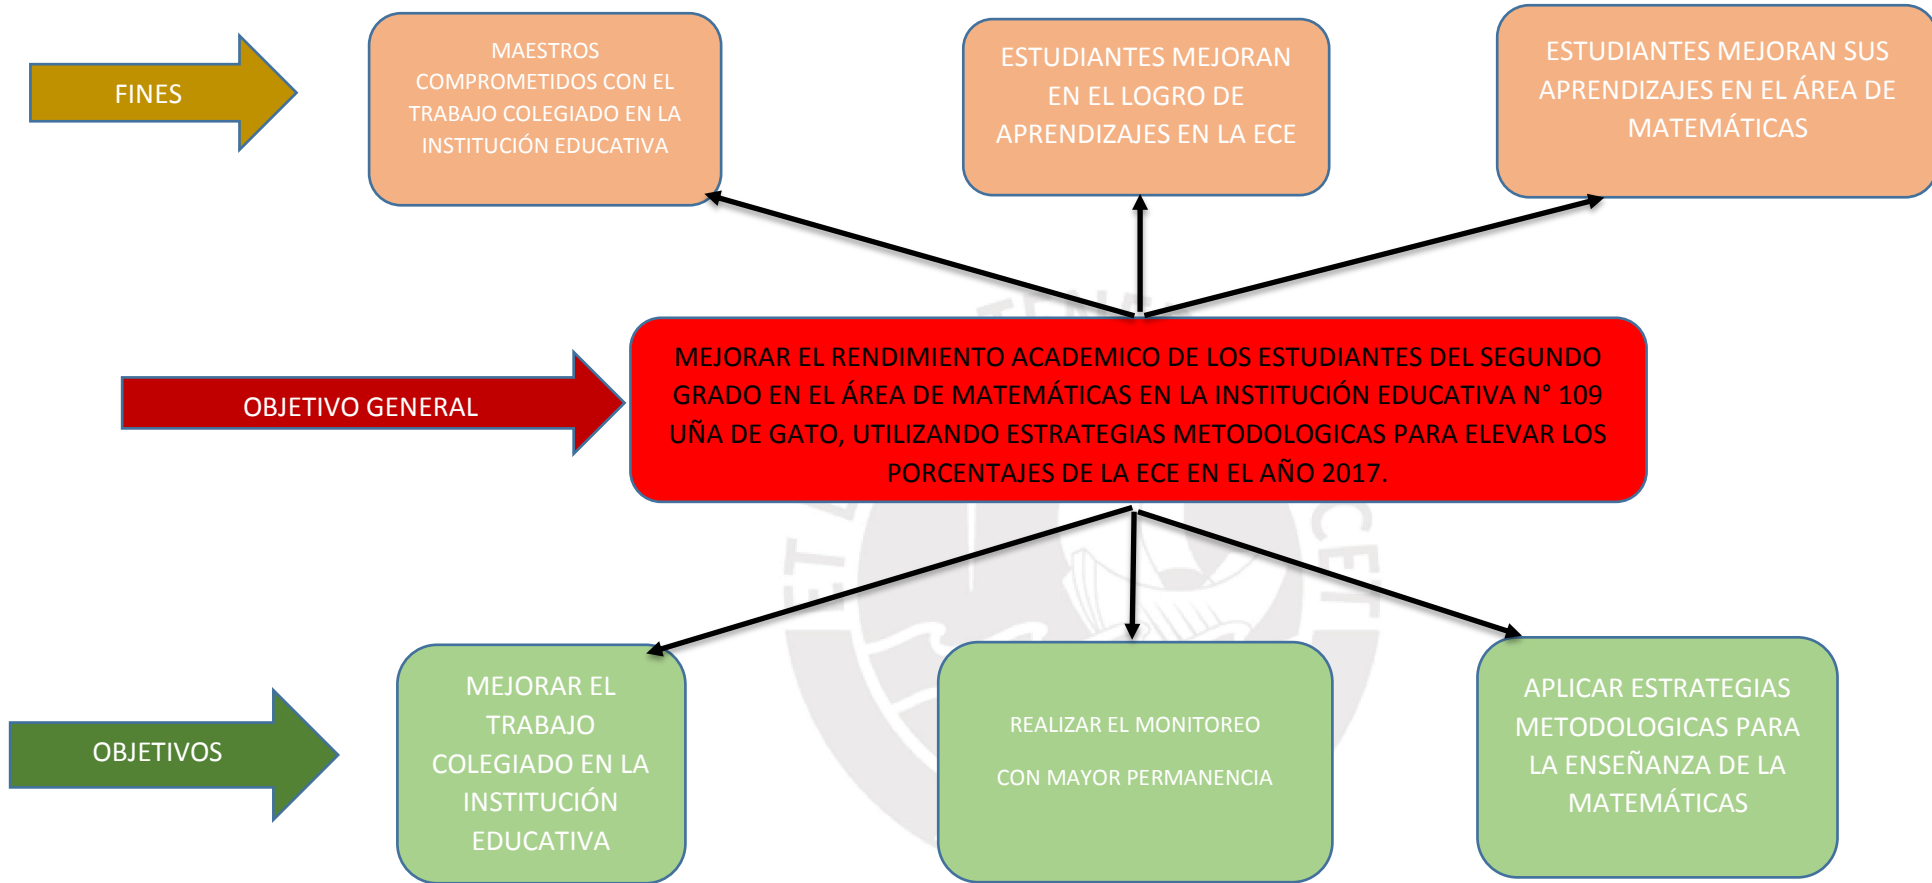 FINES
MAESTROS
COMPROMETIDOS CON EL
TRABAJO COLEGIADO EN LA
INSTITUCIÓN EDUCATIVA
ESTUDIANTES MEJORAN
EN EL LOGRO DE
APRENDIZAJES EN LA ECE
ESTUDIANTES MEJORAN SUS
APRENDIZAJES EN EL ÁREA DE
MATEMÁTICAS
OBJETIVO GENERAL
MEJORAR EL RENDIMIENTO ACADEMICO DE LOS ESTUDIANTES DEL SEGUNDO
GRADO EN EL ÁREA DE MATEMÁTICAS EN LA INSTITUCIÓN EDUCATIVA N° 109
UÑA DE GATO, UTILIZANDO ESTRATEGIAS METODOLOGICAS PARA ELEVAR LOS
PORCENTAJES DE LA ECE EN EL AÑO 2017.
OBJETIVOS
MEJORAR EL
TRABAJO
COLEGIADO EN LA
INSTITUCIÓN
EDUCATIVA
REALIZAR EL MONITOREO
CON MAYOR PERMANENCIA
APLICAR ESTRATEGIAS
METODOLOGICAS PARA
LA ENSEÑANZA DE LA
MATEMÁTICAS